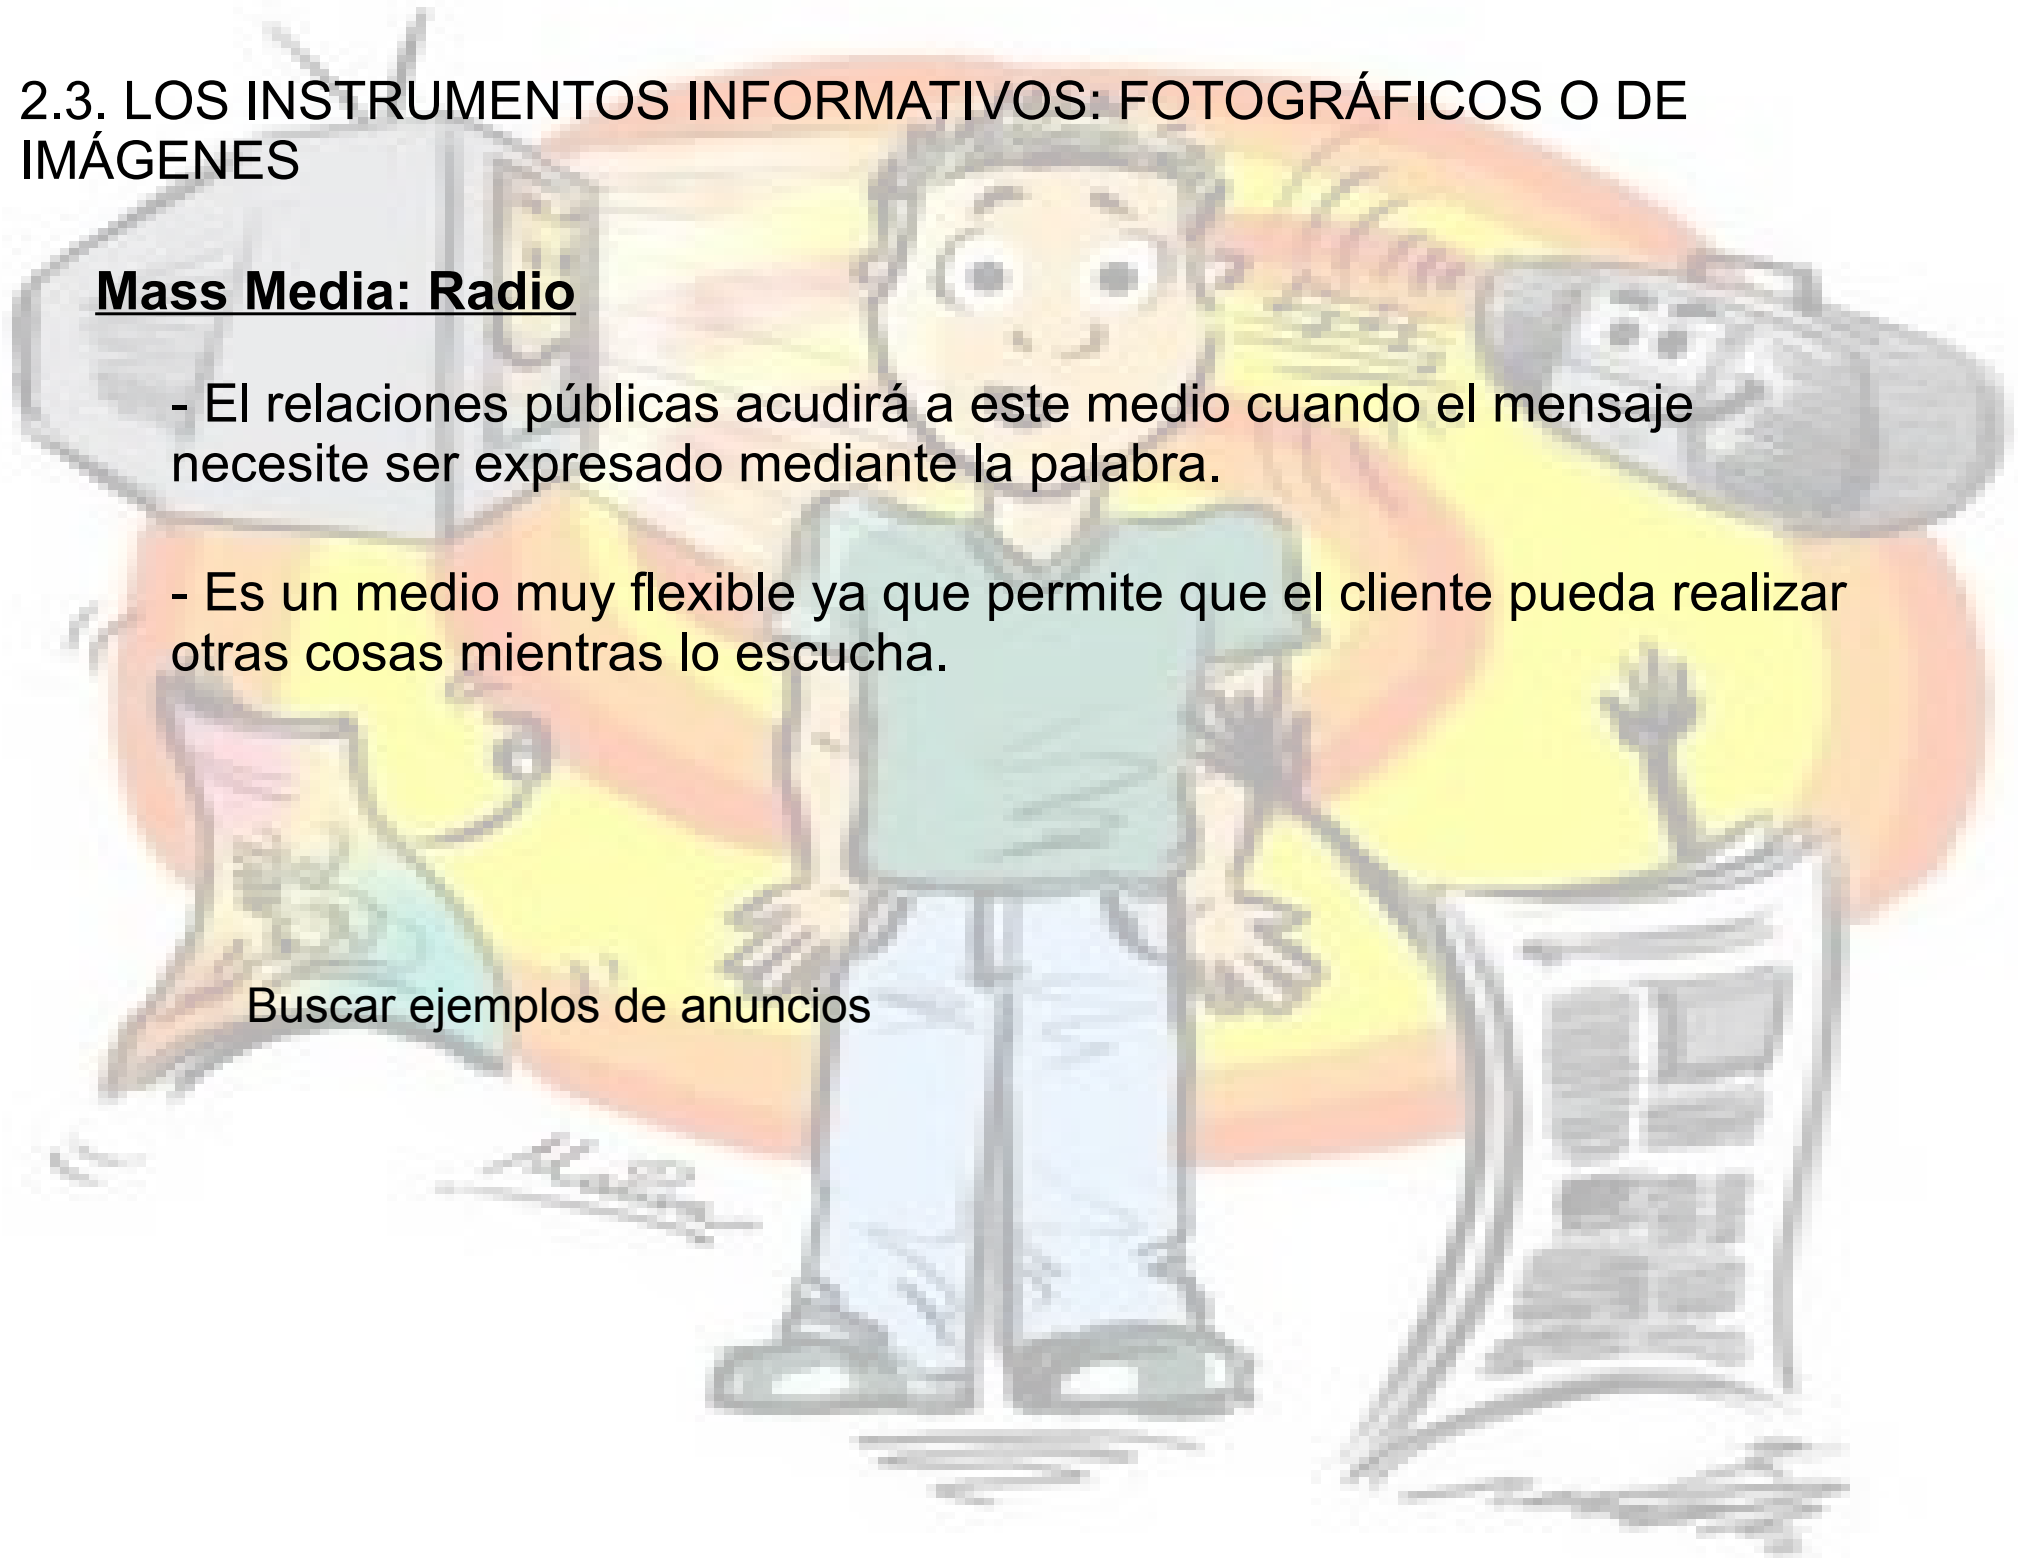 2.3. LOS INSTRUMENTOS INFORMATIVOS: FOTOGRÁFICOS O DE
IMÁGENES
Mass Media: Radio
- El relaciones públicas acudirá a este medio cuando el mensaje
necesite ser expresado mediante la palabra.
- Es un medio muy flexible ya que permite que el cliente pueda realizar
otras cosas mientras lo escucha.
Buscar ejemplos de anuncios